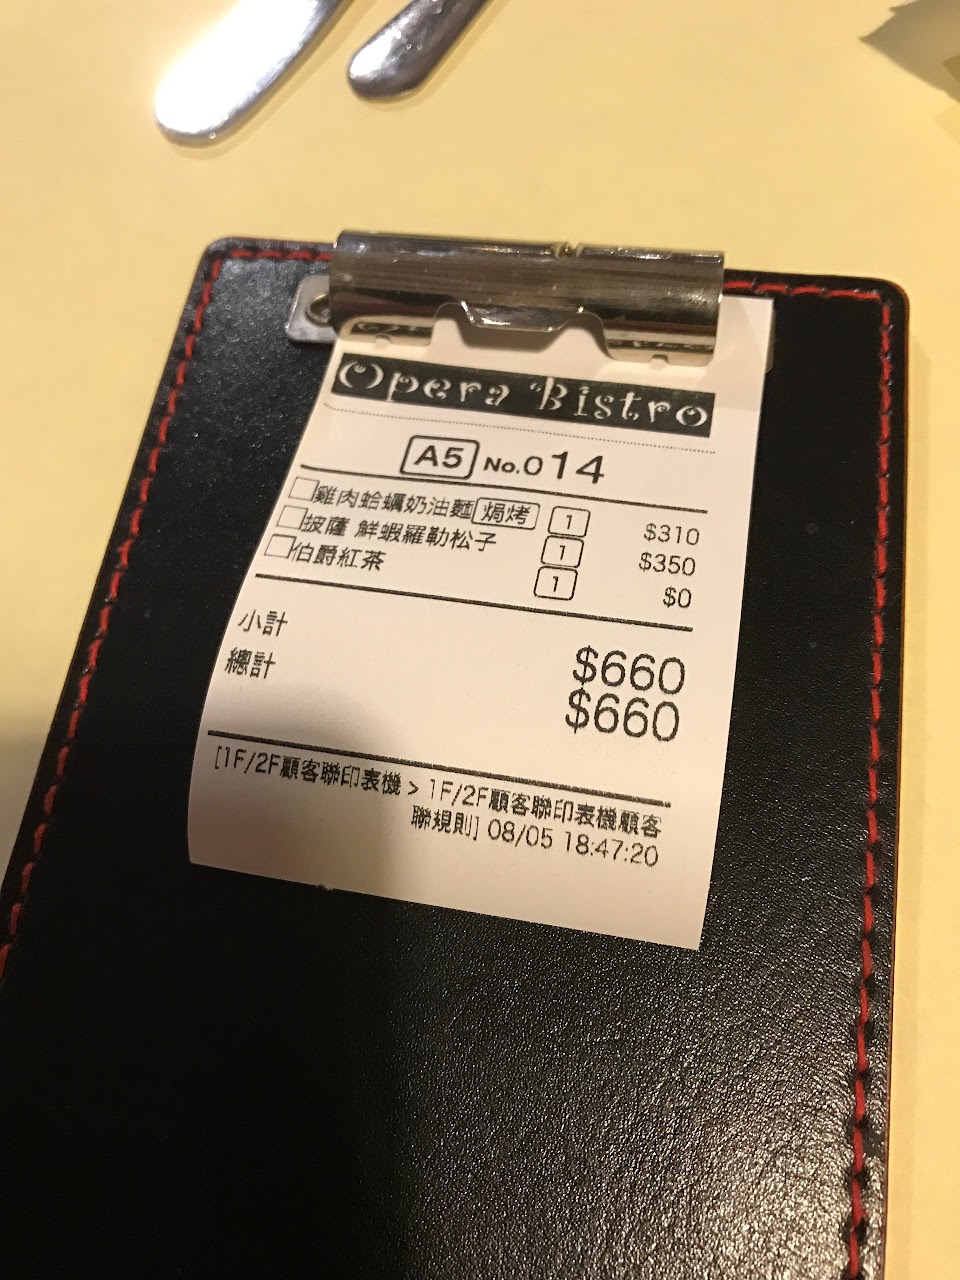 Opera Bistro
A5 No.014
雞肉蛤蠣奶油麵 焗烤 1 $310
披薩 鮮蝦羅勒松子 1 $350
伯爵紅茶 1 $0
小計 $660
總計 $660
[1F/2F顧客聯印表機 > 1F/2F顧客聯印表機顧客
聯規則] 08/05 18:47:20